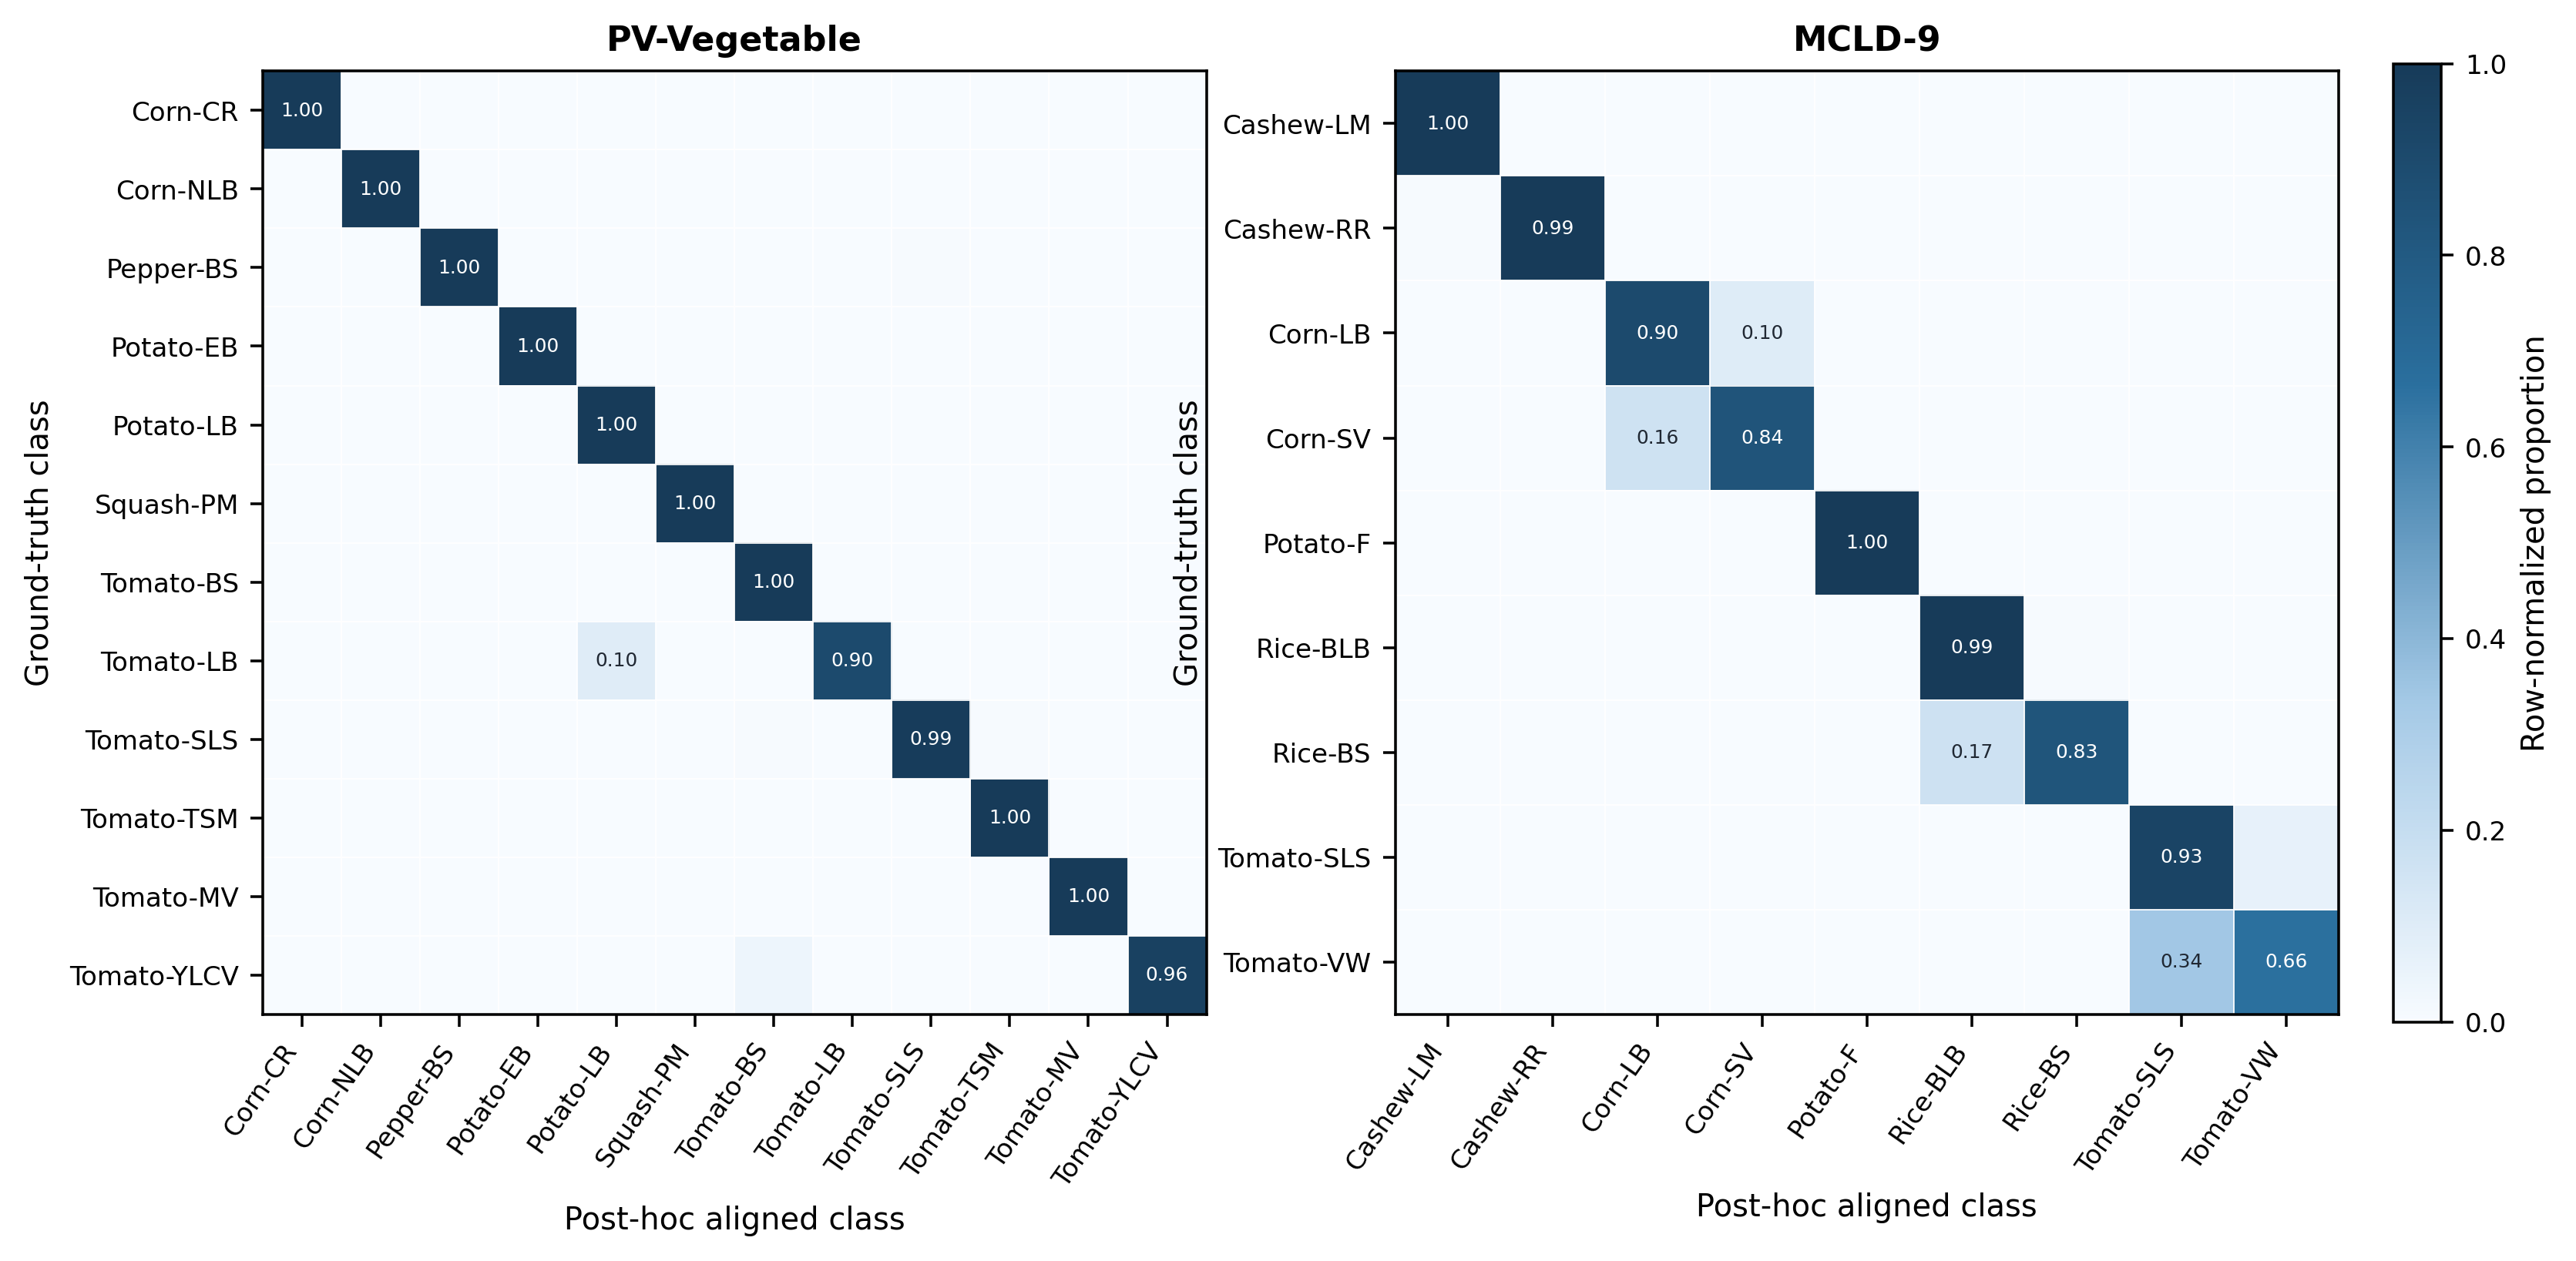 PV-Vegetable
Ground-truth class
Corn-CR
1.00
Corn-NLB
1.00
Pepper-BS
1.00
Potato-EB
1.00
Potato-LB
1.00
Squash-PM
1.00
Tomato-BS
1.00
Tomato-LB
0.10 0.90
Tomato-SLS
0.99
Tomato-TSM
1.00
Tomato-MV
1.00
Tomato-YLCV
0.96
Corn-CR
Corn-NLB
Pepper-BS
Potato-EB
Potato-LB
Squash-PM
Tomato-BS
Tomato-LB
Tomato-SLS
Tomato-TSM
Tomato-MV
Tomato-YLCV
Post-hoc aligned class
MCLD-9
Ground-truth class
Cashew-LM
1.00
Cashew-RR
0.99
Corn-LB
0.90 0.10
Corn-SV
0.16 0.84
Potato-F
1.00
Rice-BLB
0.99
Rice-BS
0.17 0.83
Tomato-SLS
0.93
Tomato-VW
0.34 0.66
Cashew-LM
Cashew-RR
Corn-LB
Corn-SV
Potato-F
Rice-BLB
Rice-BS
Tomato-SLS
Tomato-VW
Post-hoc aligned class
1.0
0.8
0.6
0.4
0.2
0.0
Row-normalized proportion